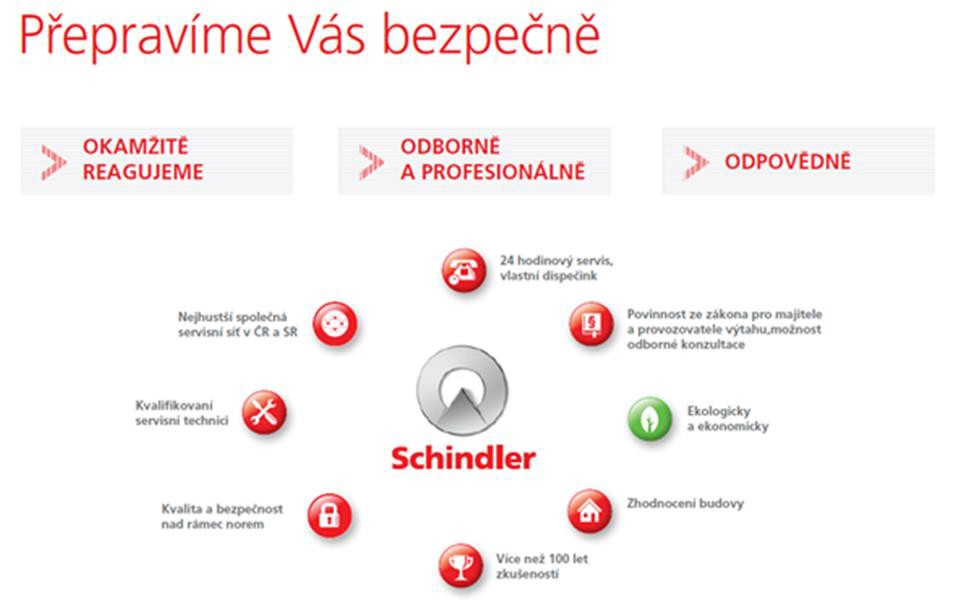 Přepravíme Vás bezpečně
OKAMŽITĚ
REAGUJEME
ODBORNĚ
A PROFESIONÁLNĚ
ODPOVĚDNĚ
24 hodinový servis,
vlastní dispečink
Nejhustší společná
servisní síť v ČR a SR
Povinnost ze zákona pro majitele
a provozovatele výtahu,možnost
odborné konzultace
§
Kvalifikovaní
servisní technici
Ekologicky
a ekonomicky
Schindler
Kvalita a bezpečnost
nad rámec norem
Zhodnocení budovy
Více než 100 let
zkušeností